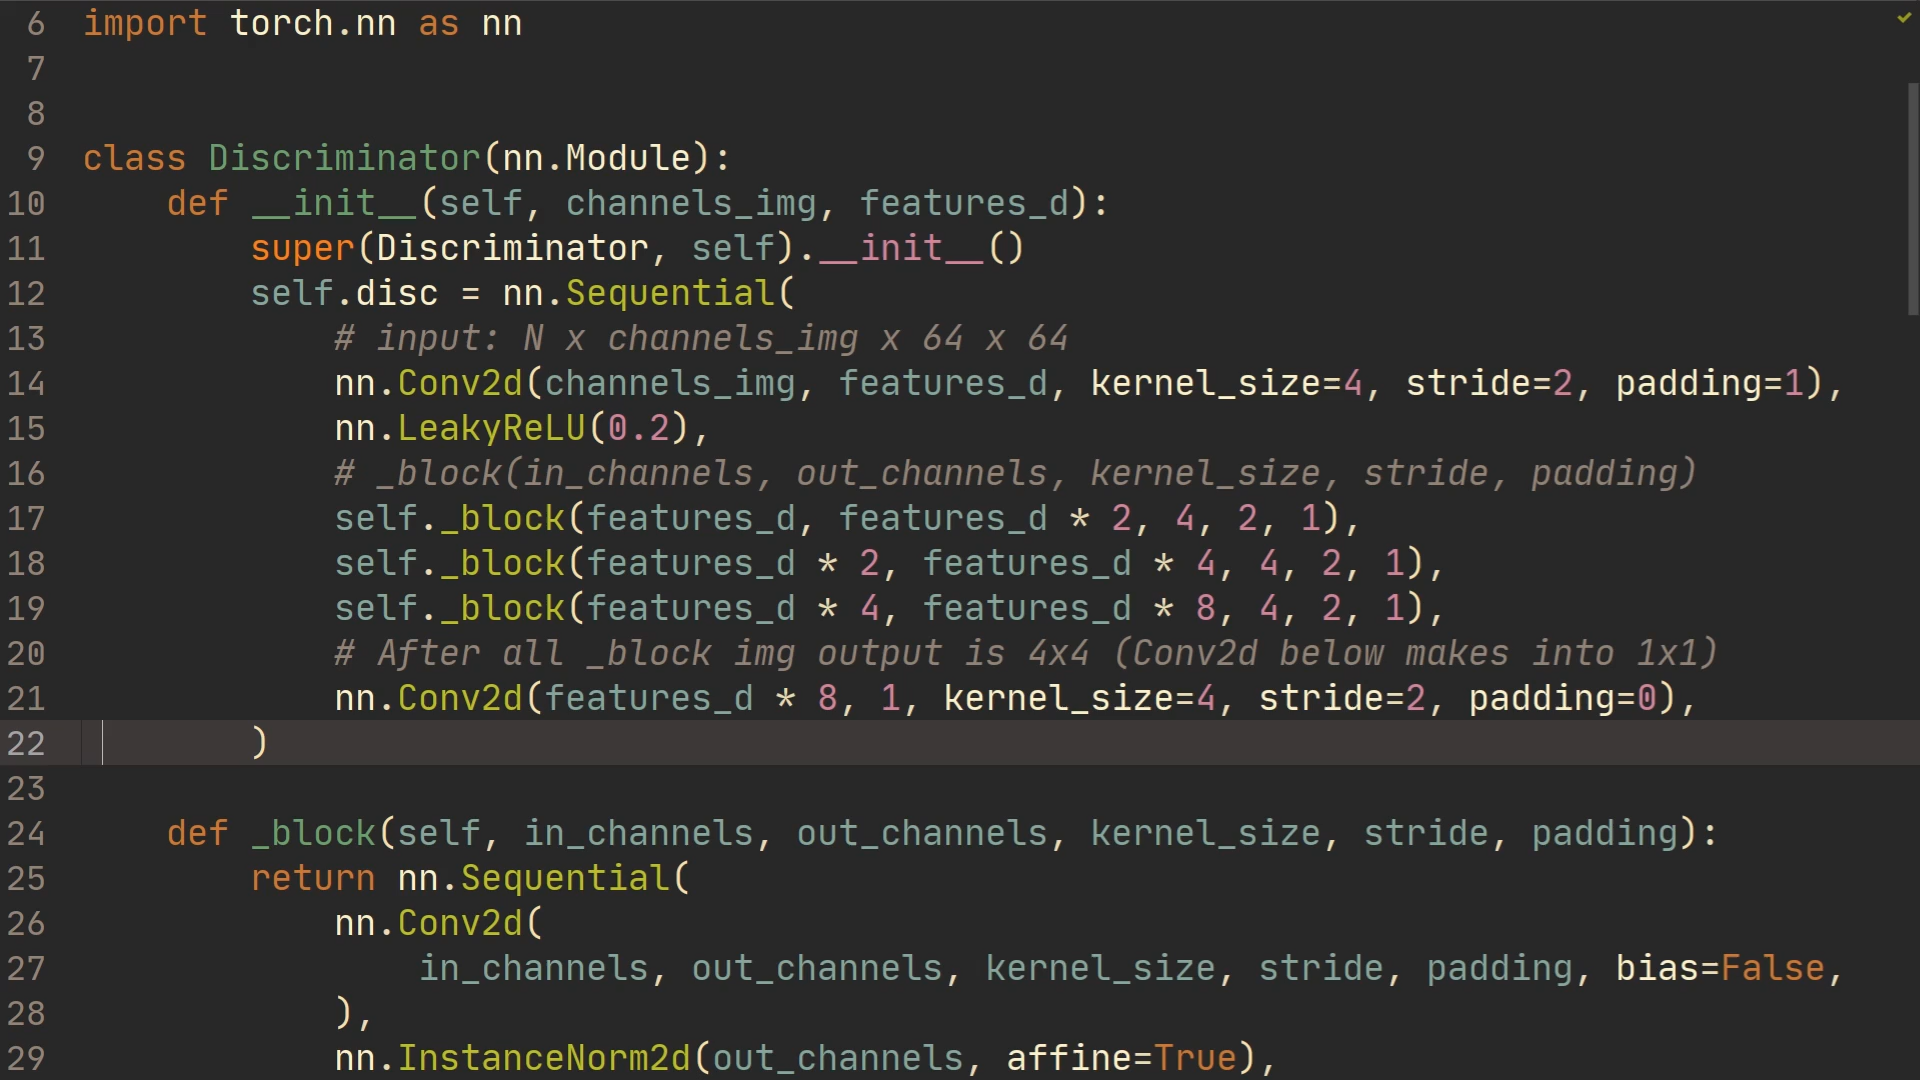 6 import torch.nn as nn
7
8
9 class Discriminator(nn.Module):
10     def __init__(self, channels_img, features_d):
11         super(Discriminator, self).__init__()
12         self.disc = nn.Sequential(
13             # input: N x channels_img x 64 x 64
14             nn.Conv2d(channels_img, features_d, kernel_size=4, stride=2, padding=1),
15             nn.LeakyReLU(0.2),
16             # _block(in_channels, out_channels, kernel_size, stride, padding)
17             self._block(features_d, features_d * 2, 4, 2, 1),
18             self._block(features_d * 2, features_d * 4, 4, 2, 1),
19             self._block(features_d * 4, features_d * 8, 4, 2, 1),
20             # After all _block img output is 4x4 (Conv2d below makes into 1x1)
21             nn.Conv2d(features_d * 8, 1, kernel_size=4, stride=2, padding=0),
22         )
23
24     def _block(self, in_channels, out_channels, kernel_size, stride, padding):
25         return nn.Sequential(
26             nn.Conv2d(
27                 in_channels, out_channels, kernel_size, stride, padding, bias=False,
28             ),
29             nn.InstanceNorm2d(out_channels, affine=True),